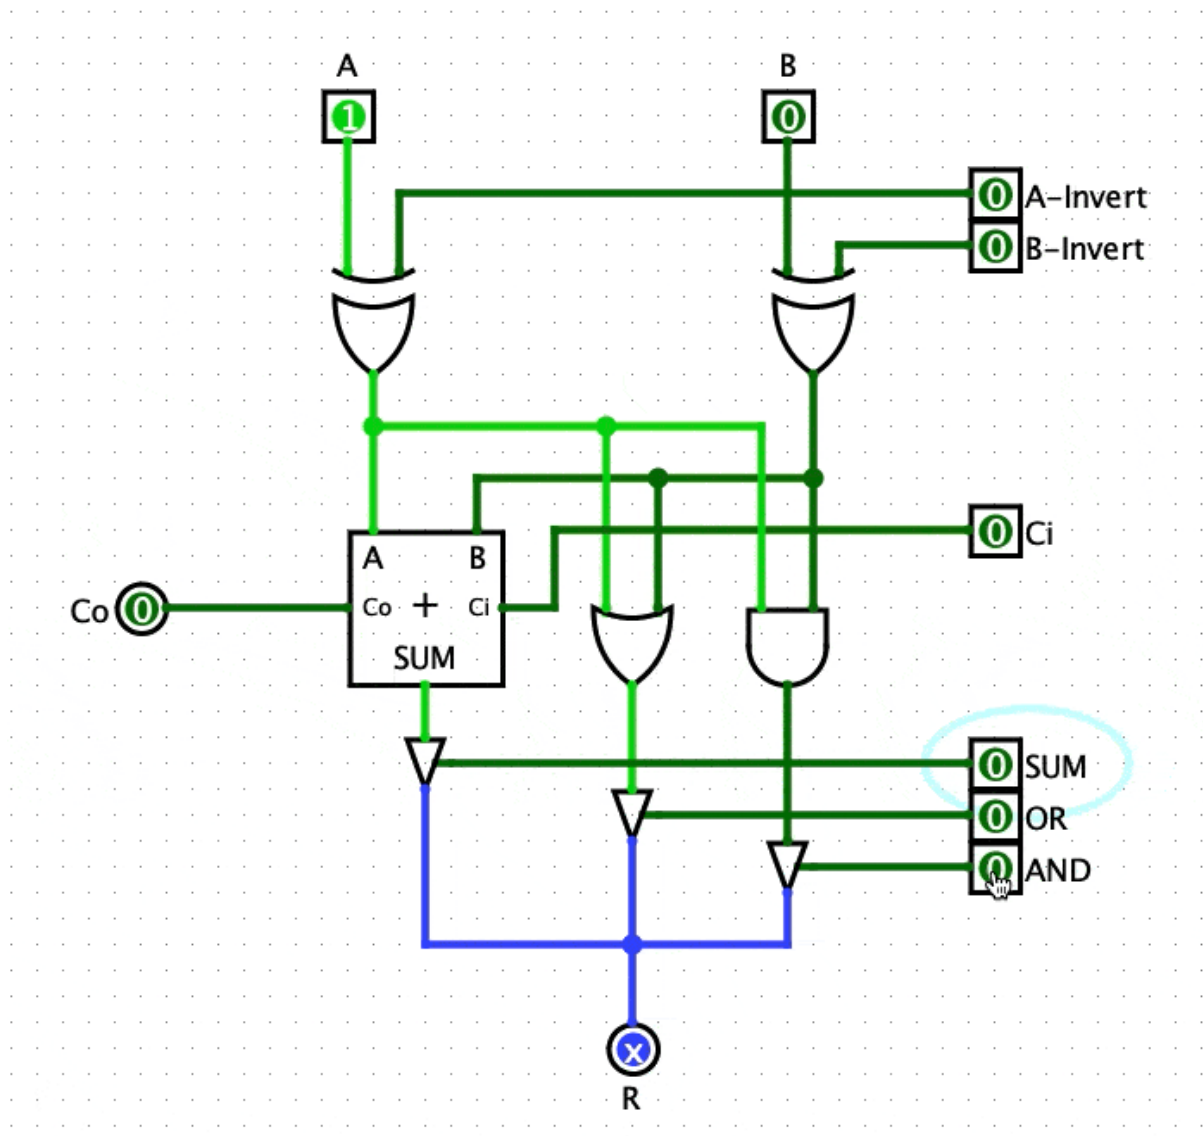 A
B
1
0
0 A-Invert
0 B-Invert
0 Ci
A B
Co 0 Co + Ci
SUM
0 SUM
0 OR
0 AND
x
R